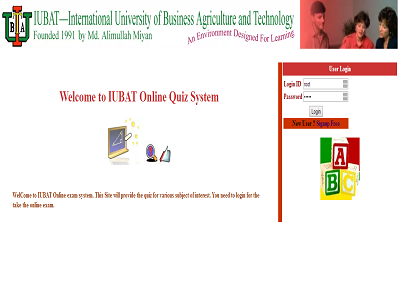 IUBAT—International University of Business Agriculture and Technology
Founded 1991 by Md. Alimullah Miyan
An Environment Designed For Learning
User Login
Login ID root
Password •••••
Login
New User ? Signup Free
Welcome to IUBAT Online Quiz System
A
B
C
WelCome to IUBAT Online exam system. This Site will provide the quiz for various subject of interest. You need to login for the
take the online exam.